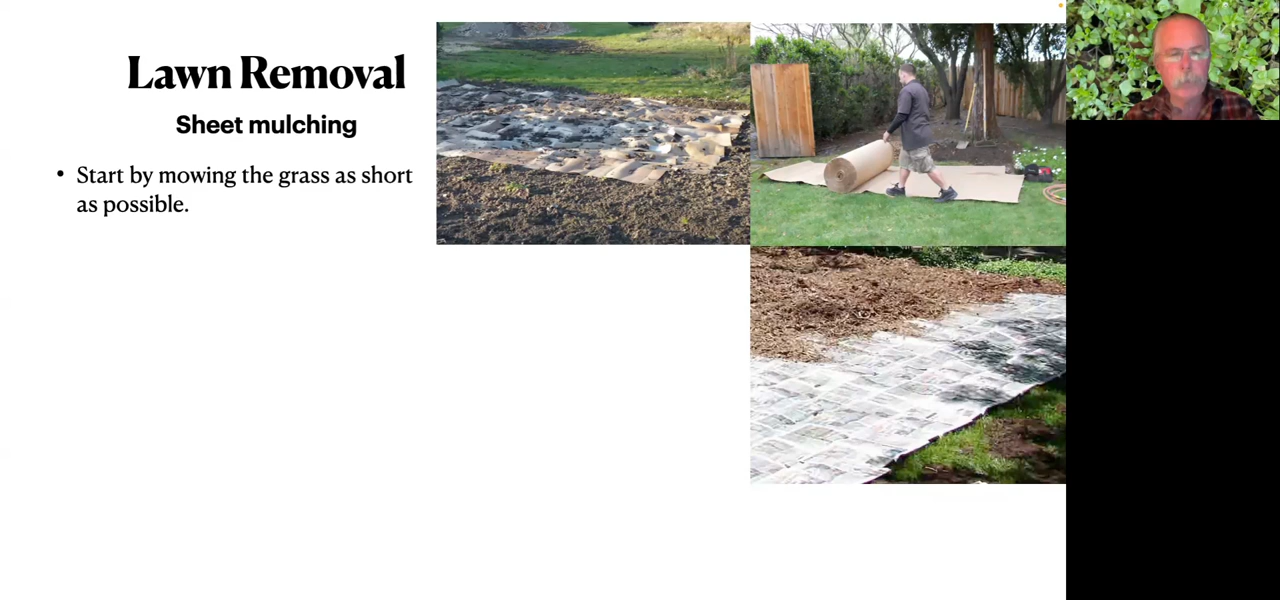 Lawn Removal
Sheet mulching
• Start by mowing the grass as short
as possible.